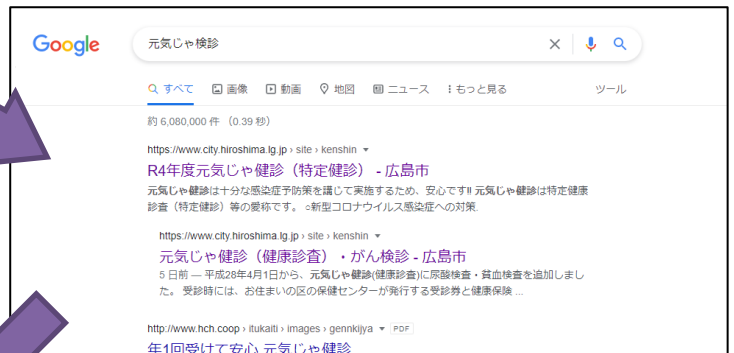 Google
元気じゃ検診
すべて 画像 動画 地図 ニュース もっと見る ツール
約 6,080,000 件 （0.39 秒）
https://www.city.hiroshima.lg.jp › site › kenshin
R4年度元気じゃ健診（特定健診） - 広島市
元気じゃ健診は十分な感染症予防策を講じて実施するため、安心です!! 元気じゃ健診は特定健康
診査（特定健診）等の愛称です。 ○新型コロナウイルス感染症への対策.
https://www.city.hiroshima.lg.jp › site › kenshin
元気じゃ健診（健康診査）・がん検診 - 広島市
5 日前 — 平成28年4月1日から、元気じゃ健診(健康診査)に尿酸検査・貧血検査を追加しまし
た。 受診時には、お住まいの区の保健センターが発行する受診券と健康保険 ...
http://www.hch.coop › itukaiti › images › gennkijya PDF
年1回受けて安心 元気じゃ健診